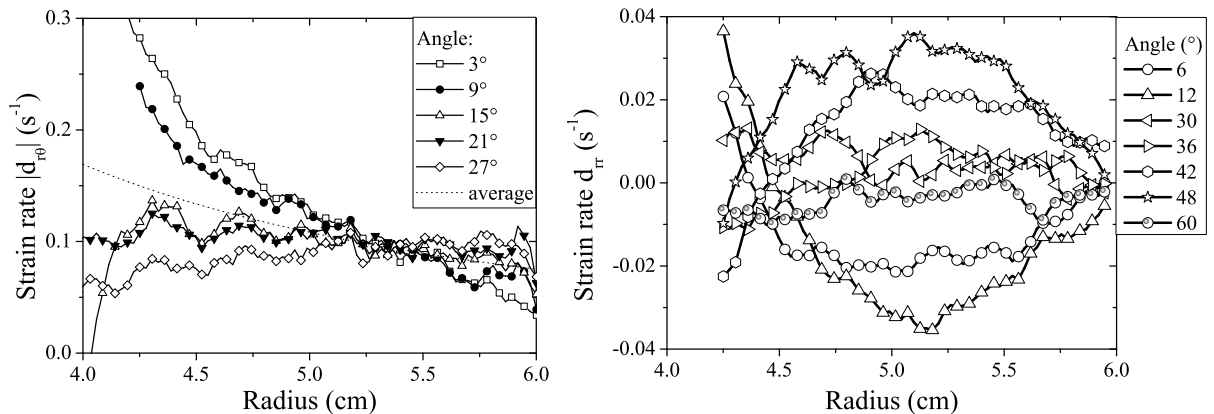 Strain rate |d_rθ| (s⁻¹)
0.3
0.2
0.1
0.0
4.0 4.5 5.0 5.5 6.0
Radius (cm)
Angle:
3°
9°
15°
21°
27°
average
Strain rate d_rr (s⁻¹)
0.04
0.02
0.00
-0.02
-0.04
4.0 4.5 5.0 5.5 6.0
Radius (cm)
Angle (°)
6
12
30
36
42
48
60